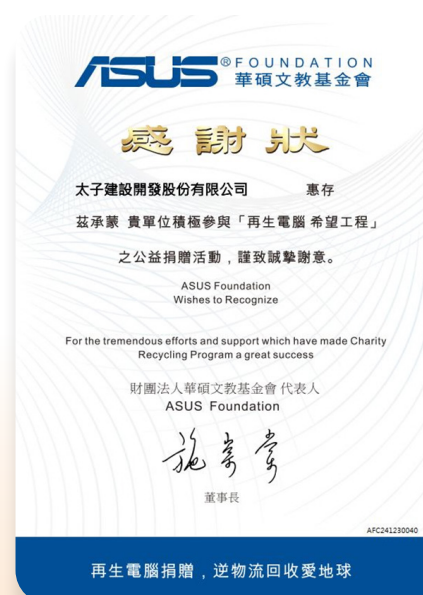 ASUS® FOUNDATION
華碩文教基金會
感謝狀
太子建設開發股份有限公司 惠存
茲承蒙 貴單位積極參與「再生電腦 希望工程」
之公益捐贈活動，謹致誠摯謝意。
ASUS Foundation
Wishes to Recognize
For the tremendous efforts and support which have made Charity
Recycling Program a great success
財團法人華碩文教基金會 代表人
ASUS Foundation
施崇棠
董事長
AFC241230040
再生電腦捐贈，逆物流回收愛地球